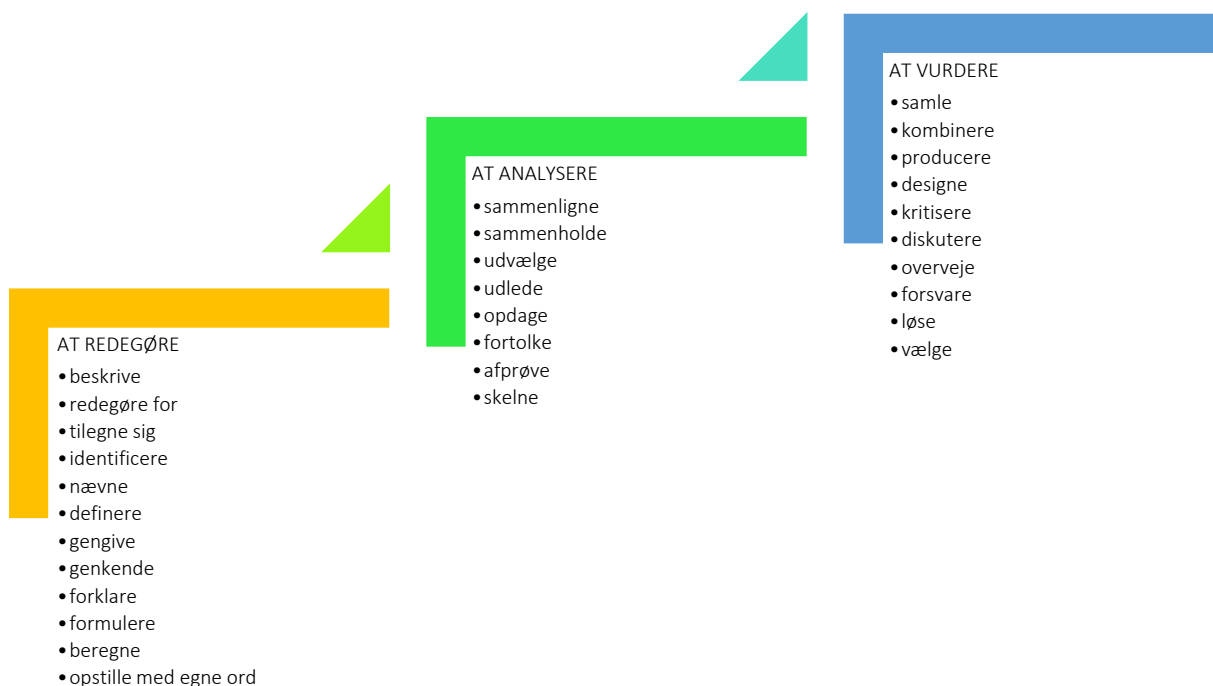 AT REDEGØRE
•beskrive
•redegøre for
•tilegne sig
•identificere
•nævne
•definere
•gengive
•genkende
•forklare
•formulere
•beregne
•opstille med egne ord
AT ANALYSERE
•sammenligne
•sammenholde
•udvælge
•udlede
•opdage
•fortolke
•afprøve
•skelne
AT VURDERE
•samle
•kombinere
•producere
•designe
•kritisere
•diskutere
•overveje
•forsvare
•løse
•vælge